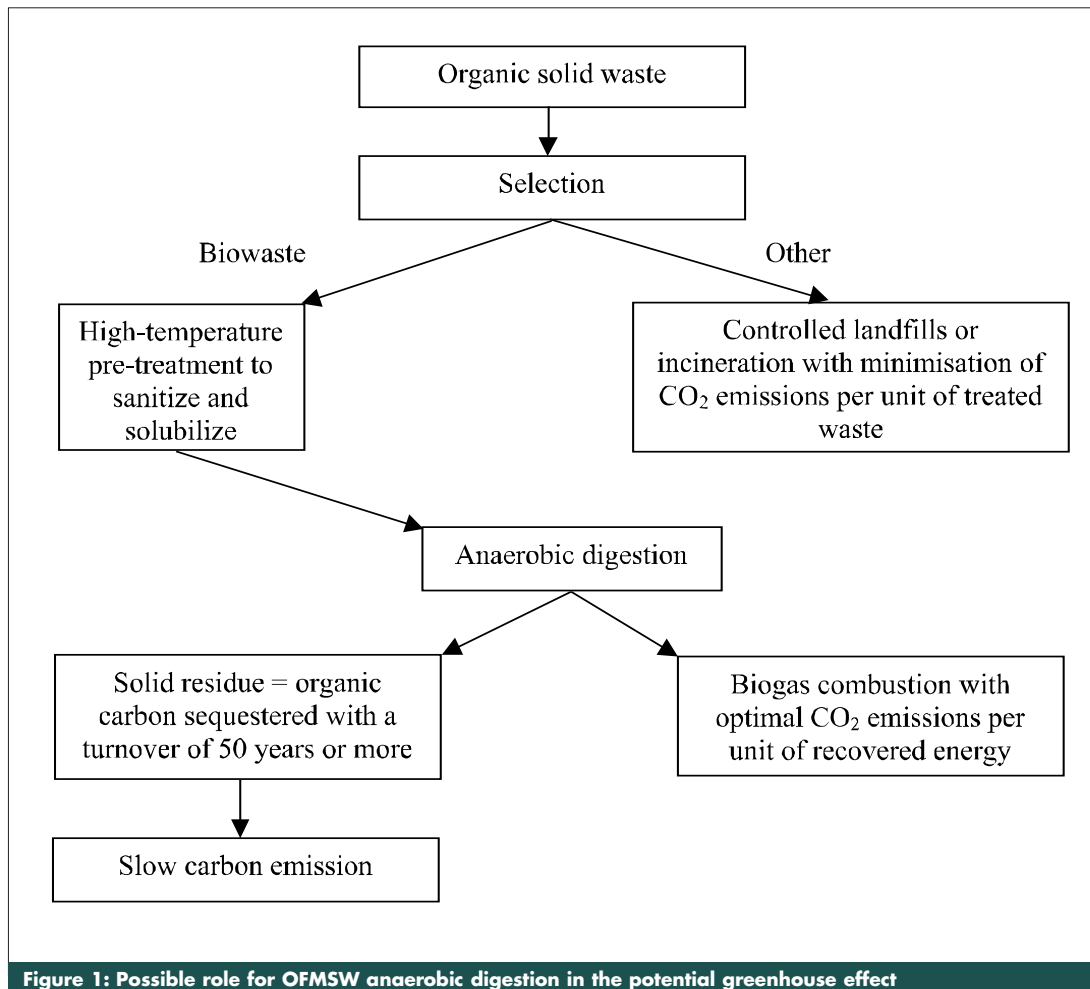 Organic solid waste
Selection
Biowaste
Other
High-temperature
pre-treatment to
sanitize and
solubilize
Controlled landfills or
incineration with minimisation of
CO₂ emissions per unit of treated
waste
Anaerobic digestion
Solid residue = organic
carbon sequestered with a
turnover of 50 years or more
Biogas combustion with
optimal CO₂ emissions per
unit of recovered energy
Slow carbon emission
Figure 1: Possible role for OFMSW anaerobic digestion in the potential greenhouse effect